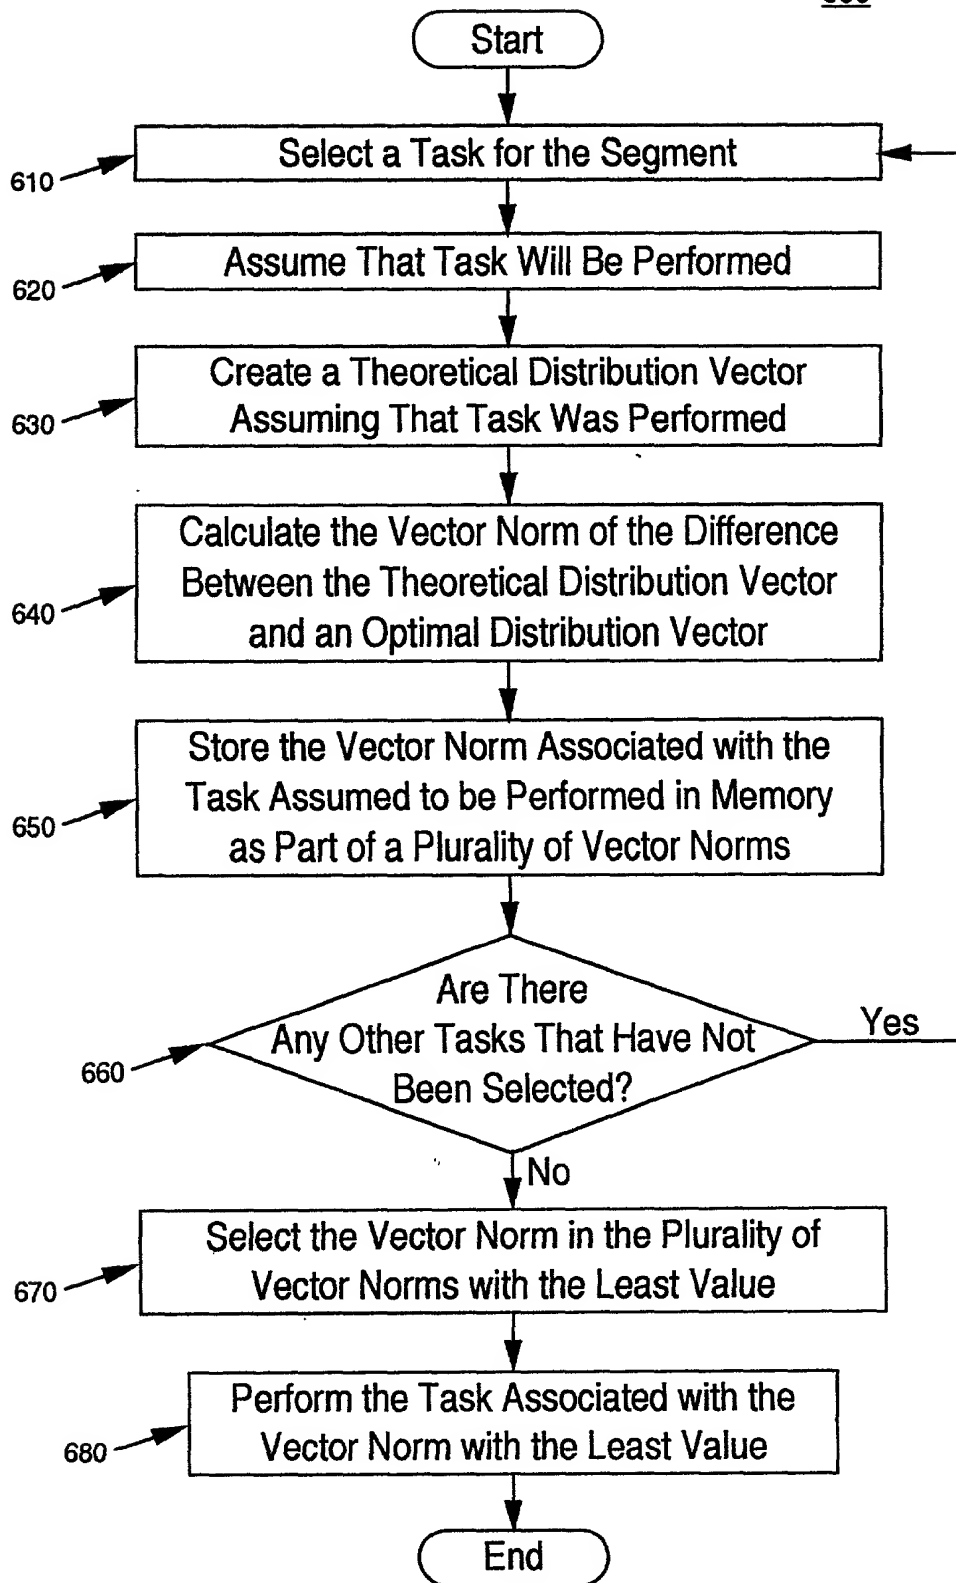 Start
Select a Task for the Segment
610
Assume That Task Will Be Performed
620
Create a Theoretical Distribution Vector
Assuming That Task Was Performed
630
Calculate the Vector Norm of the Difference
Between the Theoretical Distribution Vector
and an Optimal Distribution Vector
640
Store the Vector Norm Associated with the
Task Assumed to be Performed in Memory
as Part of a Plurality of Vector Norms
650
Are There
Any Other Tasks That Have Not
Been Selected?
Yes
660
No
Select the Vector Norm in the Plurality of
Vector Norms with the Least Value
670
Perform the Task Associated with the
Vector Norm with the Least Value
680
End